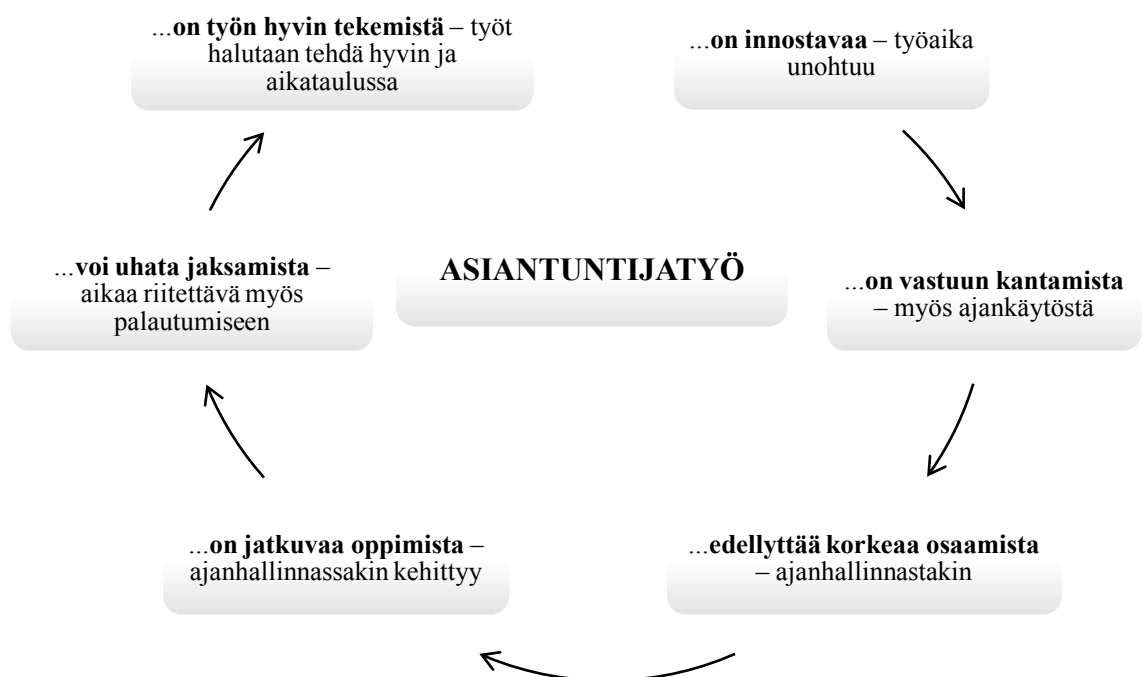 ...on työn hyvin tekemistä – työt
halutaan tehdä hyvin ja
aikataulussa
...on innostavaa – työaika
unohtuu
...voi uhata jaksamista –
aikaa riitettävä myös
palautumiseen
ASIANTUNTIJATYÖ
...on vastuun kantamista
– myös ajankäytöstä
...on jatkuvaa oppimista –
ajanhallinnassakin kehittyy
...edellyttää korkeaa osaamista
– ajanhallinnastakin